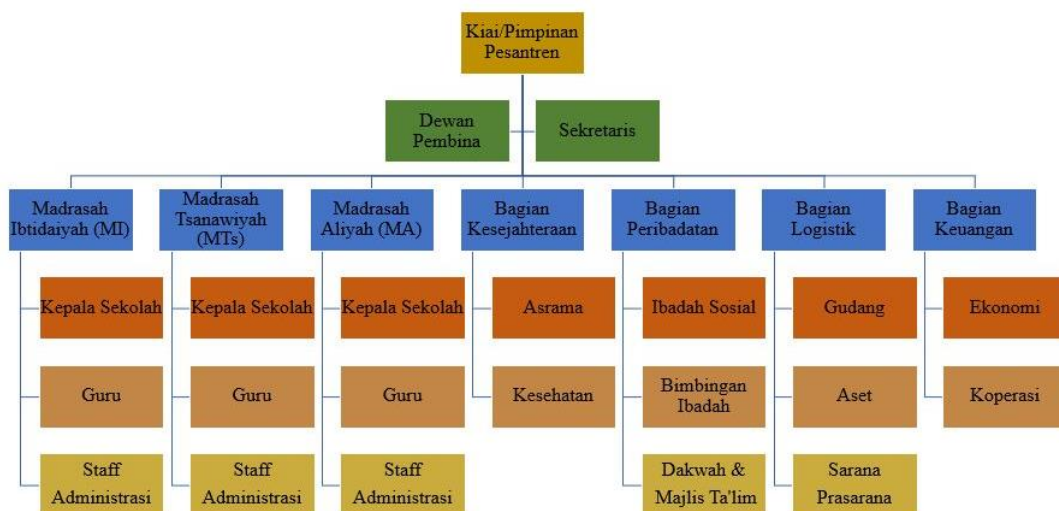 Kiai/Pimpinan
Pesantren
Dewan
Pembina
Sekretaris
Madrasah
Ibtidaiyah (MI)
Madrasah
Tsanawiyah
(MTs)
Madrasah
Aliyah (MA)
Bagian
Kesejahteraan
Bagian
Peribadatan
Bagian
Logistik
Bagian
Keuangan
Kepala Sekolah
Kepala Sekolah
Kepala Sekolah
Asrama
Ibadah Sosial
Gudang
Ekonomi
Guru
Guru
Guru
Kesehatan
Bimbingan
Ibadah
Aset
Koperasi
Staff
Administrasi
Staff
Administrasi
Staff
Administrasi
Dakwah &
Majlis Ta'lim
Sarana
Prasarana